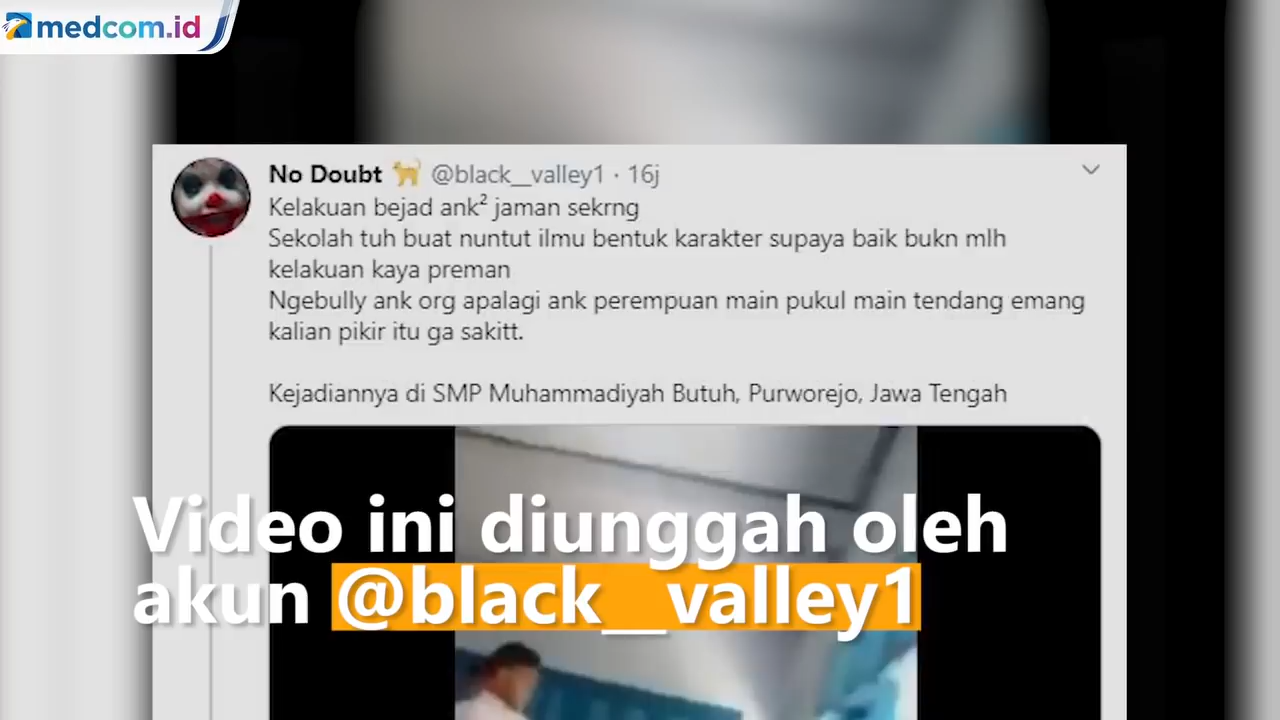 medcom.id
No Doubt 🐈 @black__valley1 · 16j
Kelakuan bejad ank² jaman sekrng
Sekolah tuh buat nuntut ilmu bentuk karakter supaya baik bukn mlh
kelakuan kaya preman
Ngebully ank org apalagi ank perempuan main pukul main tendang emang
kalian pikir itu ga sakitt.
Kejadiannya di SMP Muhammadiyah Butuh, Purworejo, Jawa Tengah
Video ini diunggah oleh
akun @black__valley1